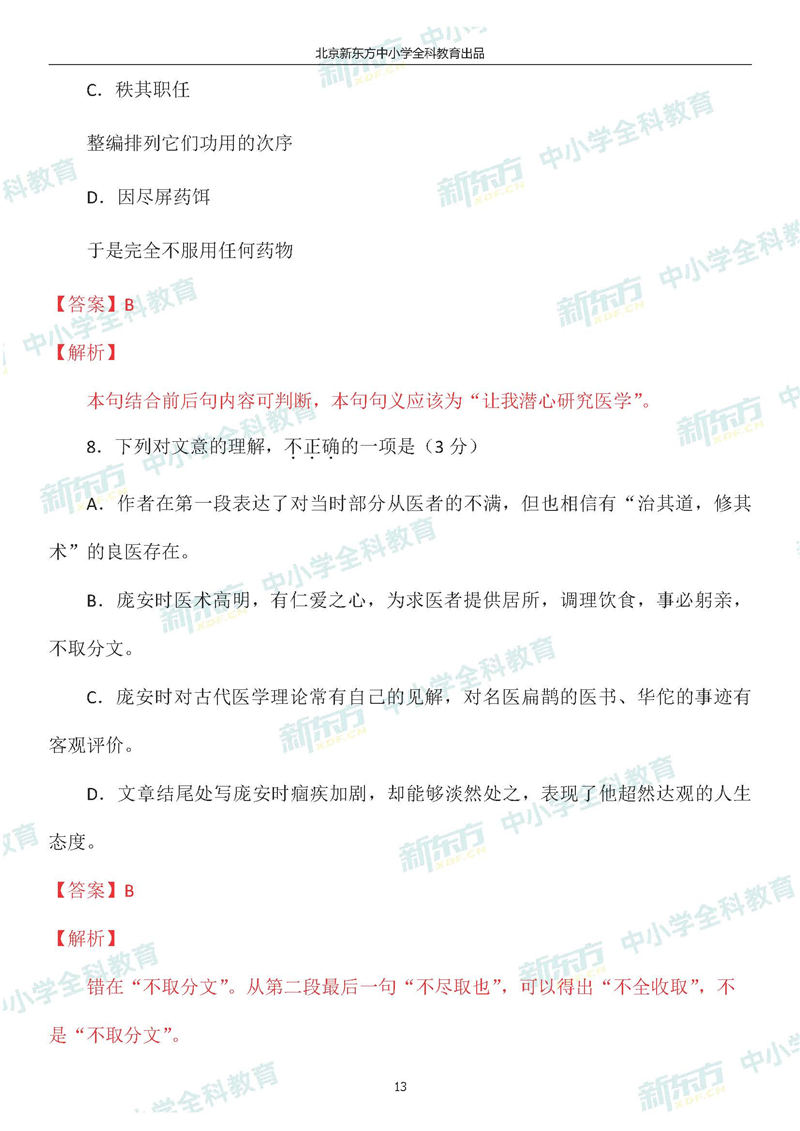 北京新东方中小学全科教育出品
C．秩其职任
整编排列它们功用的次序
D．因尽屏药饵
于是完全不服用任何药物
【答案】B
【解析】
本句结合前后句内容可判断，本句句义应该为“让我潜心研究医学”。
8．下列对文意的理解，不正确的一项是（3 分）
A．作者在第一段表达了对当时部分从医者的不满，但也相信有“治其道，修其
术”的良医存在。
B．庞安时医术高明，有仁爱之心，为求医者提供居所，调理饮食，事必躬亲，
不取分文。
C．庞安时对古代医学理论常有自己的见解，对名医扁鹊的医书、华佗的事迹有
客观评价。
D．文章结尾处写庞安时痼疾加剧，却能够淡然处之，表现了他超然达观的人生
态度。
【答案】B
【解析】
错在“不取分文”。从第二段最后一句“不尽取也”，可以得出“不全收取”，不
是“不取分文”。
13
新东方 XDF.CN 中小学全科教育